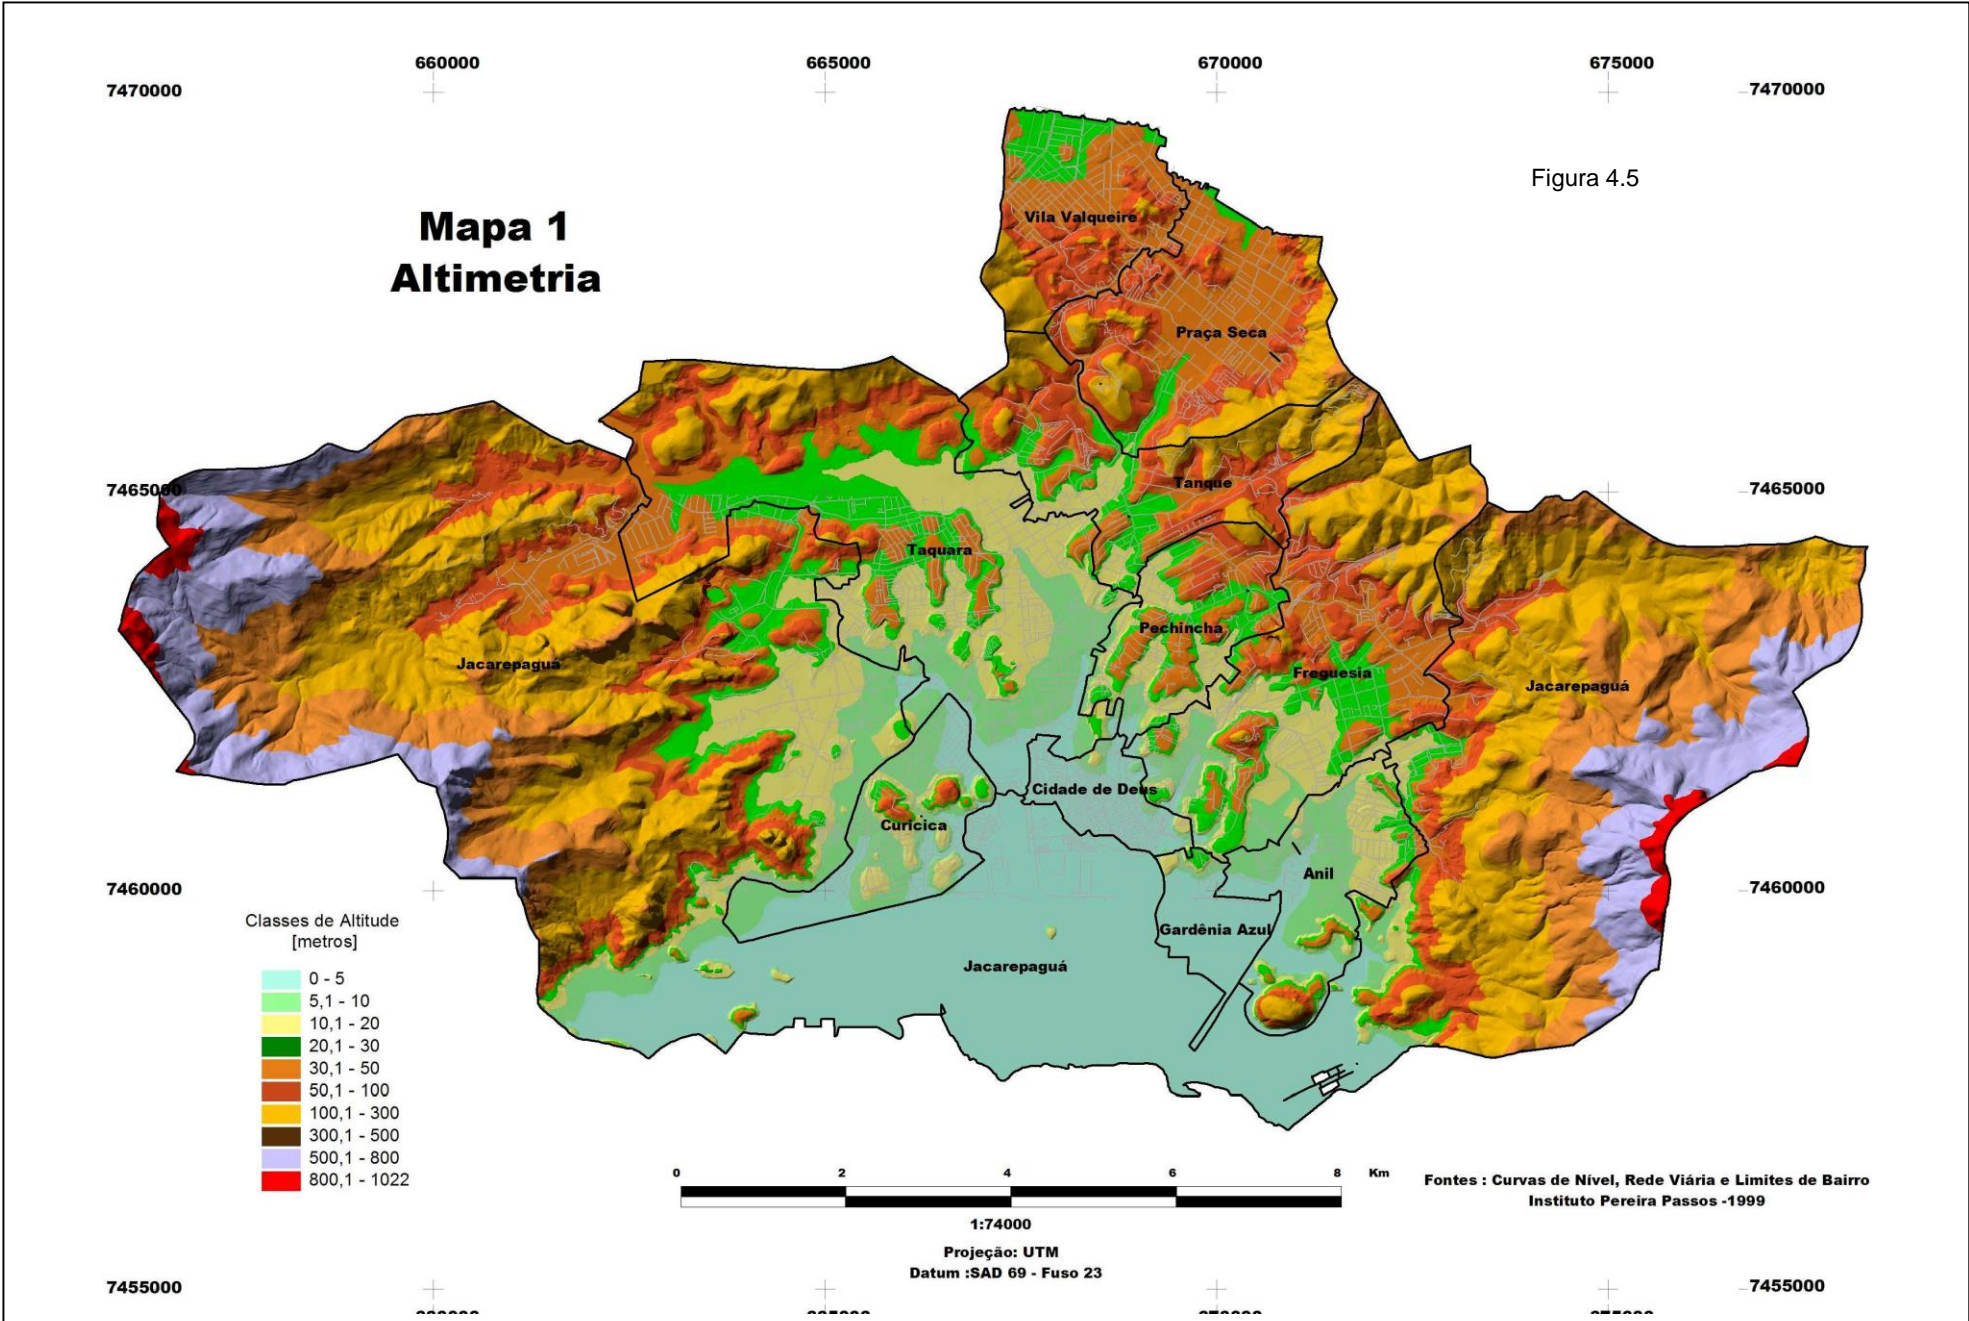 660000 665000 670000 675000
7470000 7470000
Figura 4.5
Mapa 1
Altimetria
Vila Valqueire
Praça Seca
7465000 7465000
Tanque
Taquara
Pechincha
Jacarepaguá
Freguesia
Jacarepaguá
Cidade de Deus
Curicica
Anil
7460000 7460000
Gardênia Azul
Jacarepaguá
Classes de Altitude
[metros]
0 - 5
5,1 - 10
10,1 - 20
20,1 - 30
30,1 - 50
50,1 - 100
100,1 - 300
300,1 - 500
500,1 - 800
800,1 - 1022
0 2 4 6 8 Km
1:74000
Projeção: UTM
Datum :SAD 69 - Fuso 23
Fontes : Curvas de Nível, Rede Viária e Limites de Bairro
Instituto Pereira Passos -1999
7455000 7455000